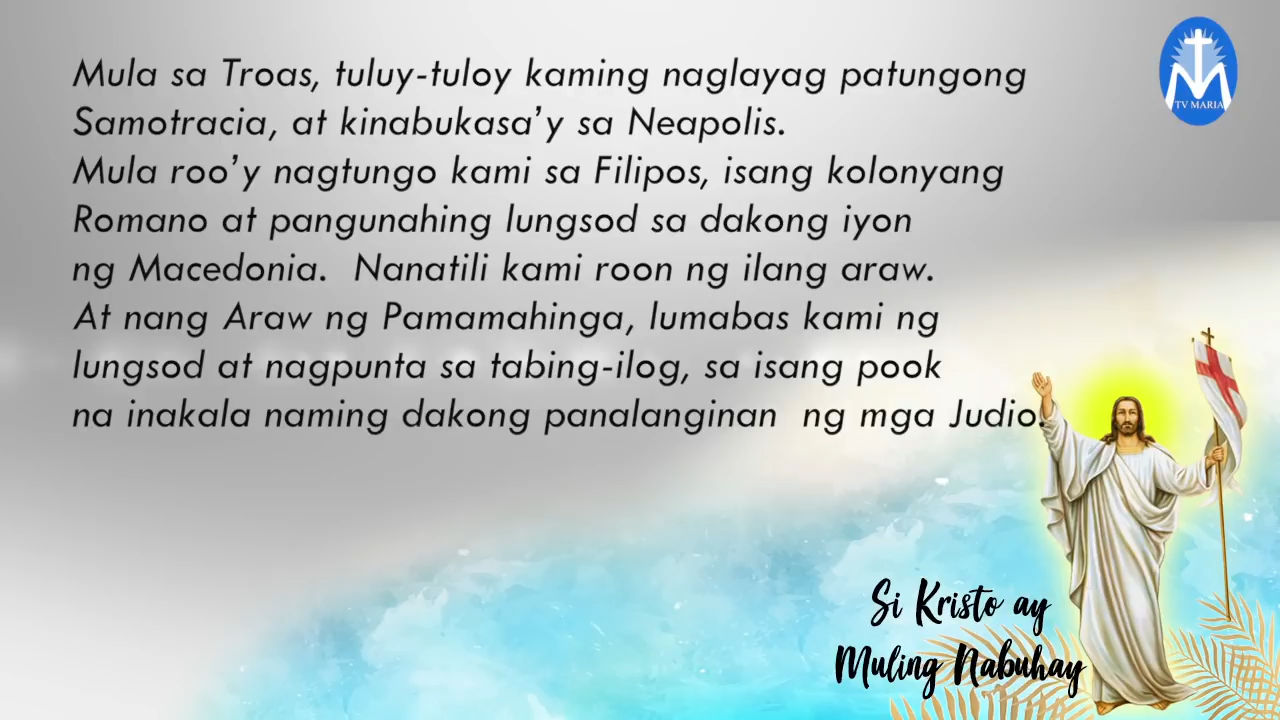 Mula sa Troas, tuluy-tuloy kaming naglayag patungong
Samotracia, at kinabukasa’y sa Neapolis.
Mula roo’y nagtungo kami sa Filipos, isang kolonyang
Romano at pangunahing lungsod sa dakong iyon
ng Macedonia.  Nanatili kami roon ng ilang araw.
At nang Araw ng Pamamahinga, lumabas kami ng
lungsod at nagpunta sa tabing-ilog, sa isang pook
na inakala naming dakong panalanginan  ng mga Judio.
TV MARIA
Si Kristo ay
Muling Nabuhay